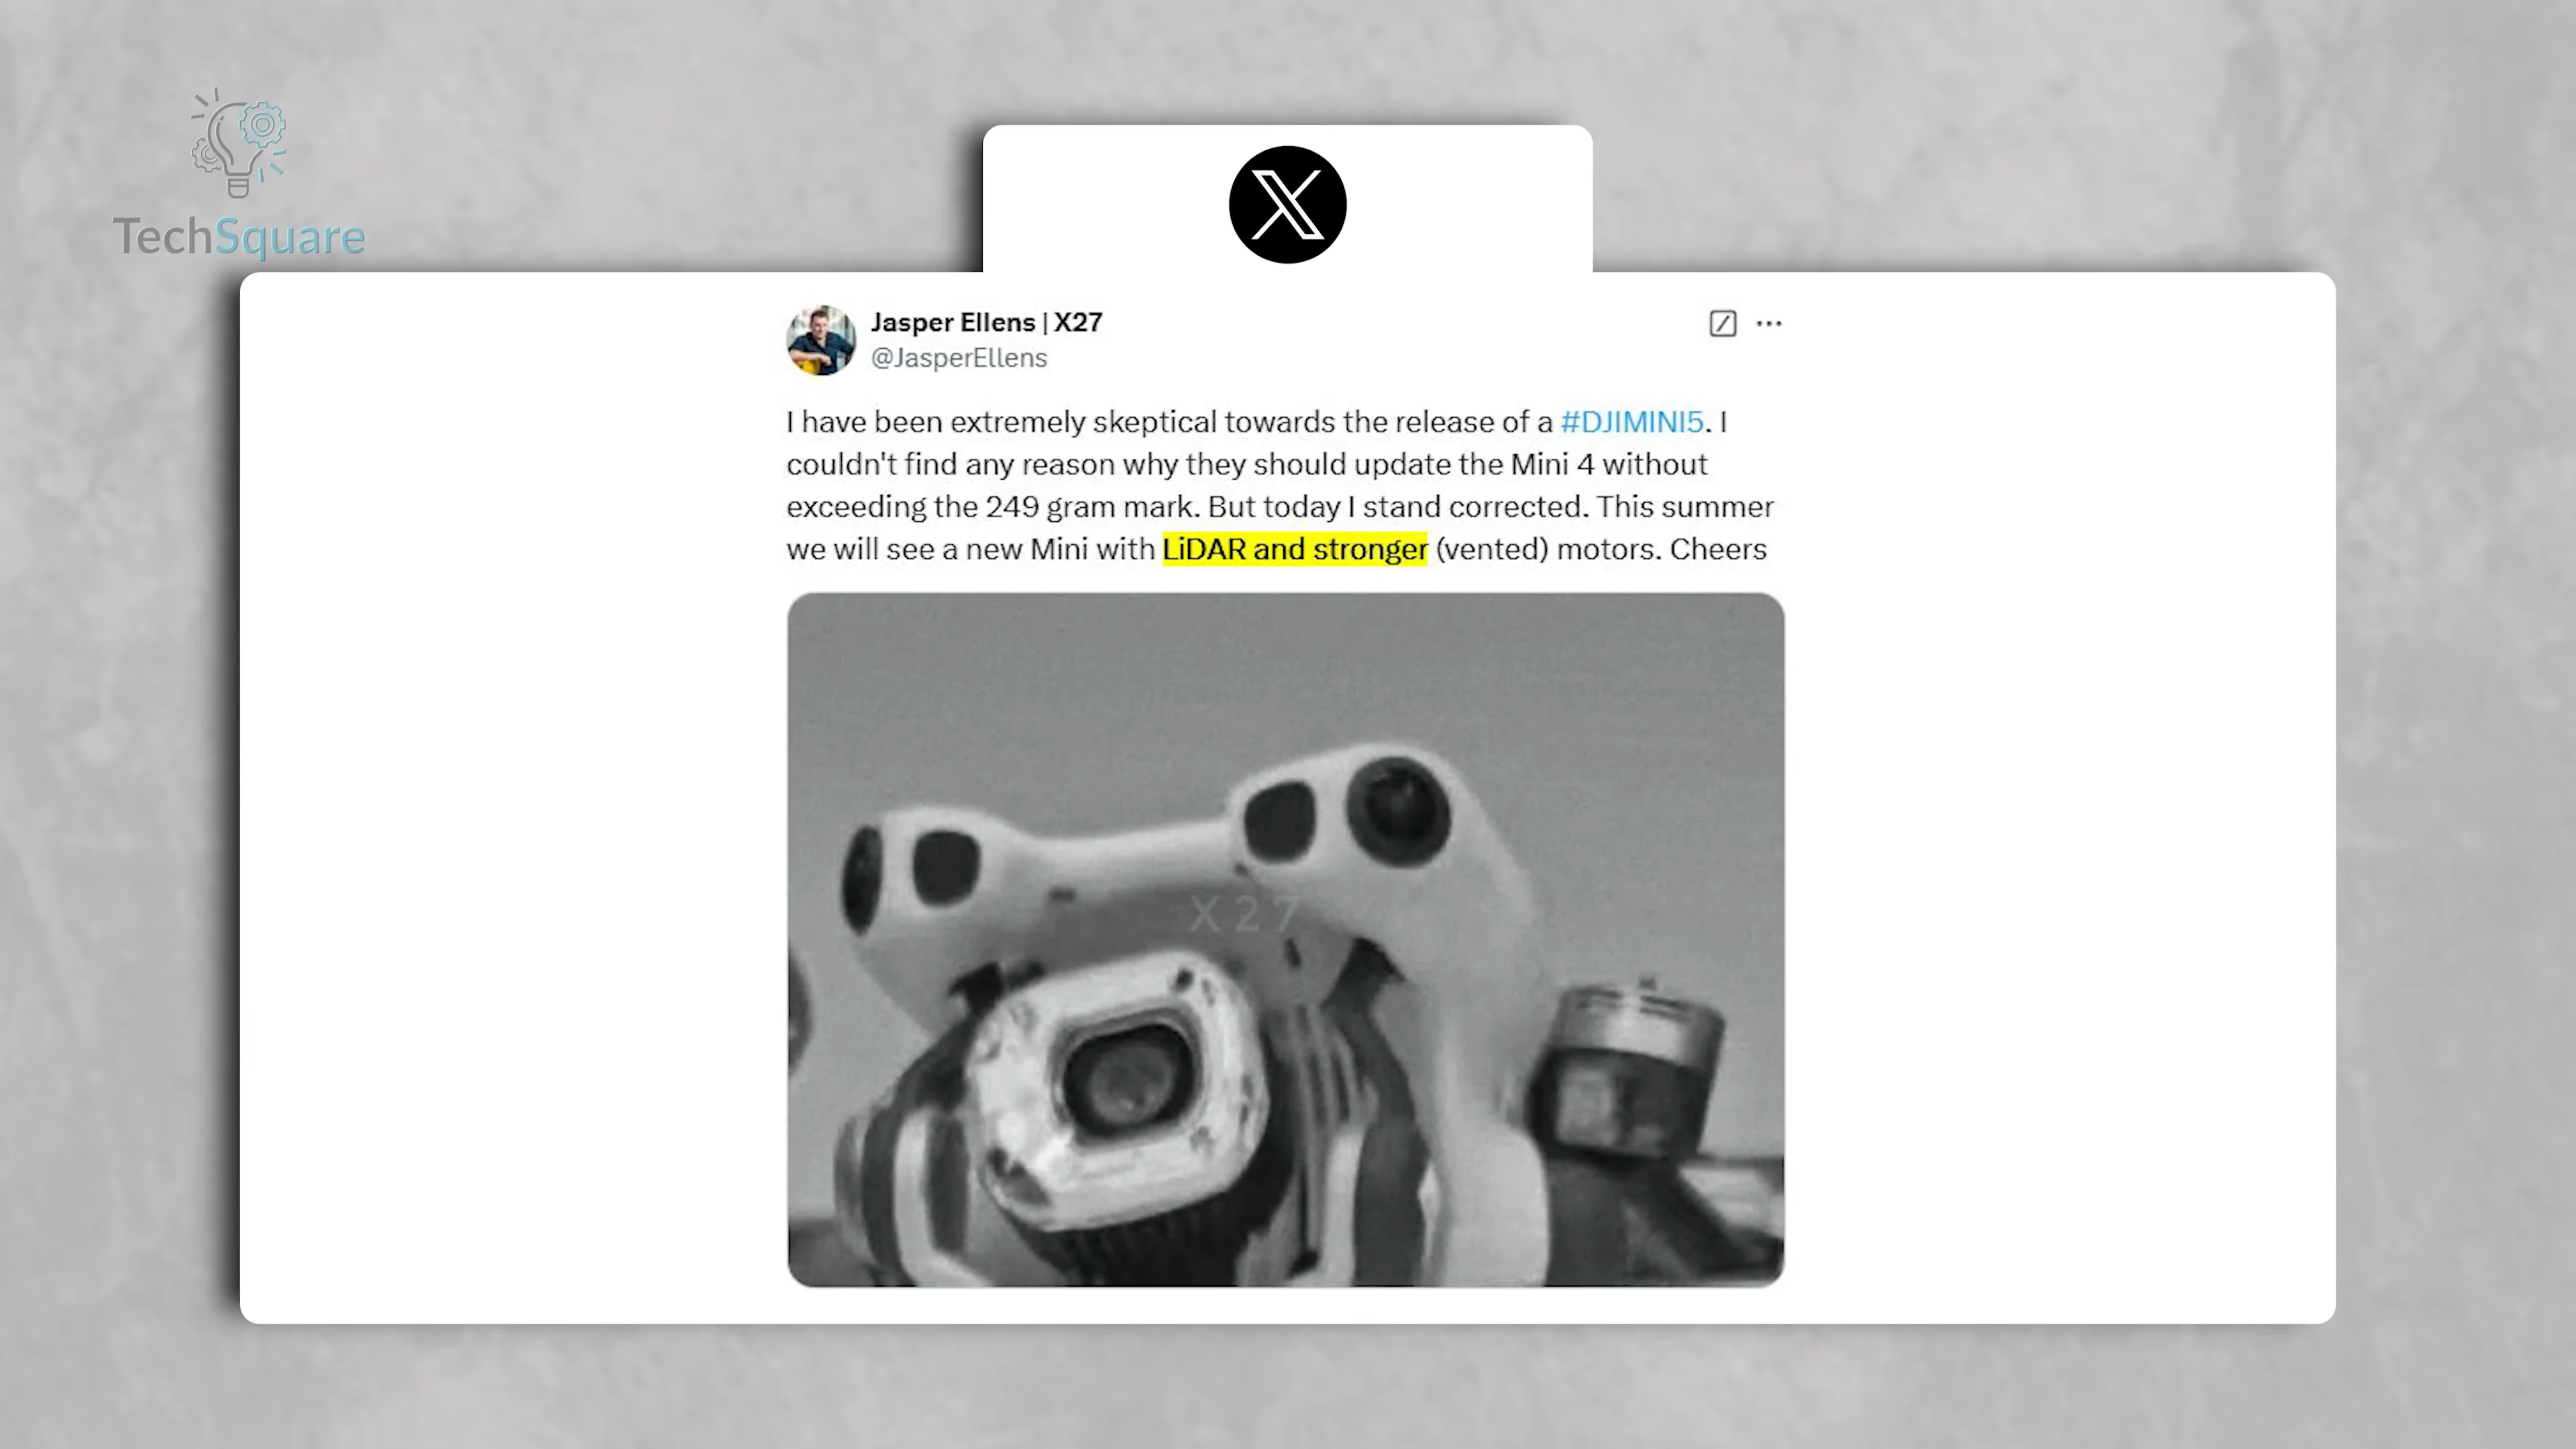 TechSquare
X
Jasper Ellens | X27
@JasperEllens
I have been extremely skeptical towards the release of a #DJIMINI5. I
couldn't find any reason why they should update the Mini 4 without
exceeding the 249 gram mark. But today I stand corrected. This summer
we will see a new Mini with LiDAR and stronger (vented) motors. Cheers
X27